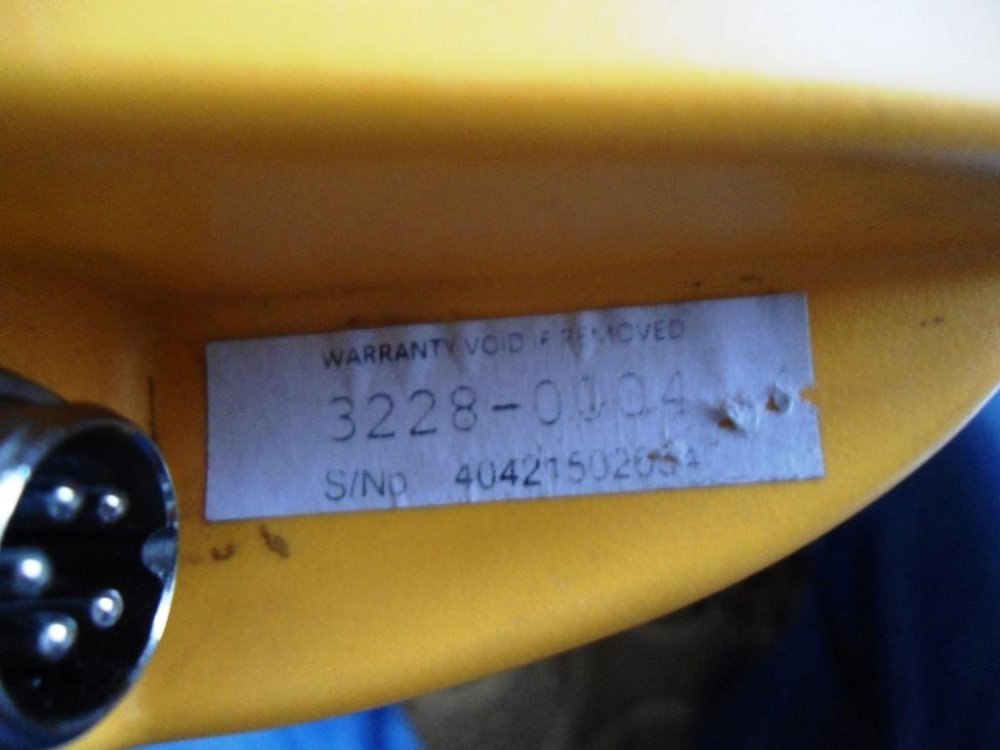 WARRANTY VOID IF REMOVED
3228-0004
S/No